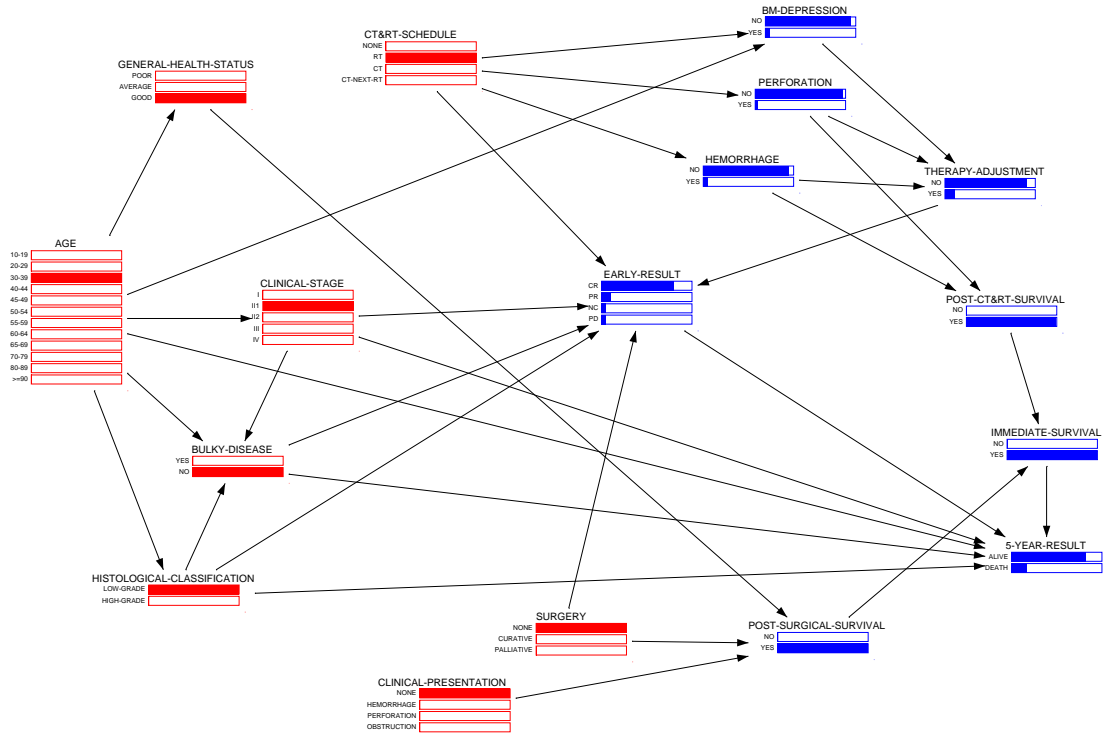 BM-DEPRESSION
NO
YES
CT&RT-SCHEDULE
NONE
RT
CT
CT-NEXT-RT
GENERAL-HEALTH-STATUS
POOR
AVERAGE
GOOD
PERFORATION
NO
YES
HEMORRHAGE
NO
YES
THERAPY-ADJUSTMENT
NO
YES
AGE
10-19
20-29
30-39
40-44
45-49
50-54
55-59
60-64
65-69
70-79
80-89
>=90
CLINICAL-STAGE
I
II1
II2
III
IV
EARLY-RESULT
CR
PR
NC
PD
POST-CT&RT-SURVIVAL
NO
YES
BULKY-DISEASE
YES
NO
IMMEDIATE-SURVIVAL
NO
YES
5-YEAR-RESULT
ALIVE
DEATH
HISTOLOGICAL-CLASSIFICATION
LOW-GRADE
HIGH-GRADE
SURGERY
NONE
CURATIVE
PALLIATIVE
POST-SURGICAL-SURVIVAL
NO
YES
CLINICAL-PRESENTATION
NONE
HEMORRHAGE
PERFORATION
OBSTRUCTION